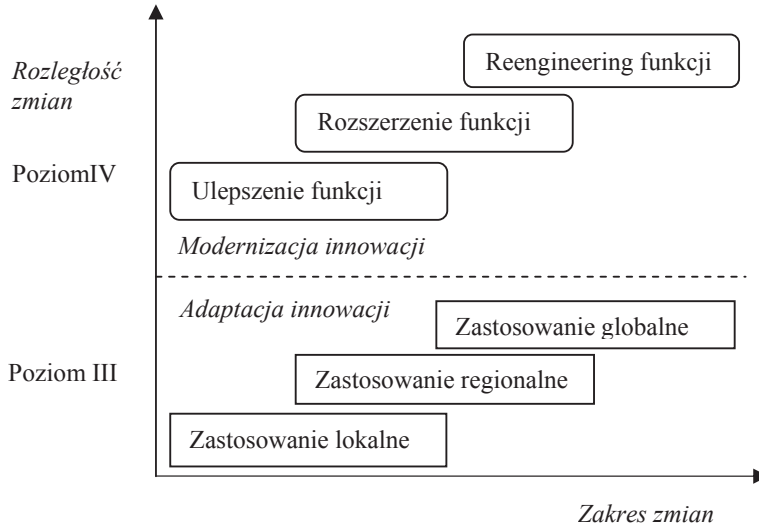 Reengineering funkcji
Rozległość
zmian
Rozszerzenie funkcji
PoziomIV
Ulepszenie funkcji
Modernizacja innowacji
Adaptacja innowacji
Zastosowanie globalne
Poziom III
Zastosowanie regionalne
Zastosowanie lokalne
Zakres zmian